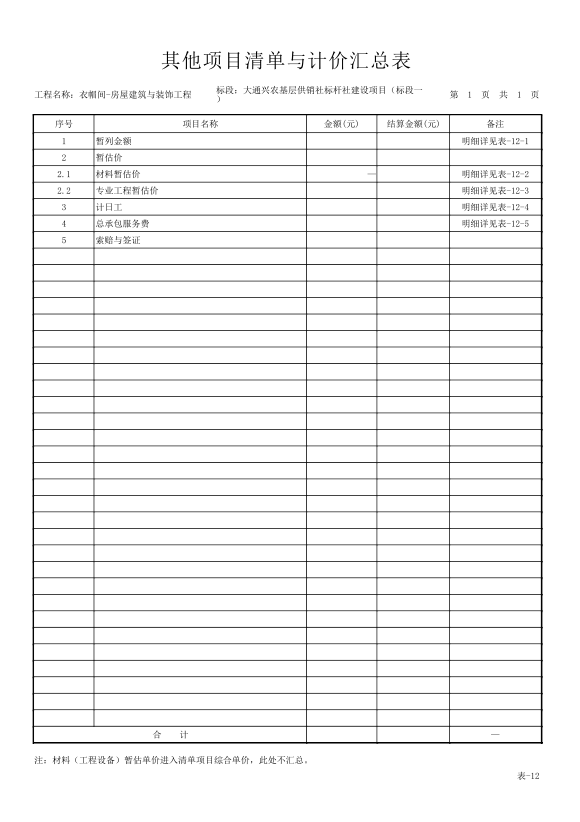 其他项目清单与计价汇总表
工程名称：衣帽间-房屋建筑与装饰工程 标段：大通兴农基层供销社标杆社建设项目（标段一） 第 1 页 共 1 页
序号 项目名称 金额(元) 结算金额(元) 备注
1 暂列金额 明细详见表-12-1
2 暂估价
2.1 材料暂估价 — 明细详见表-12-2
2.2 专业工程暂估价 明细详见表-12-3
3 计日工 明细详见表-12-4
4 总承包服务费 明细详见表-12-5
5 索赔与签证
合 计 —
注：材料（工程设备）暂估单价进入清单项目综合单价，此处不汇总。
表-12